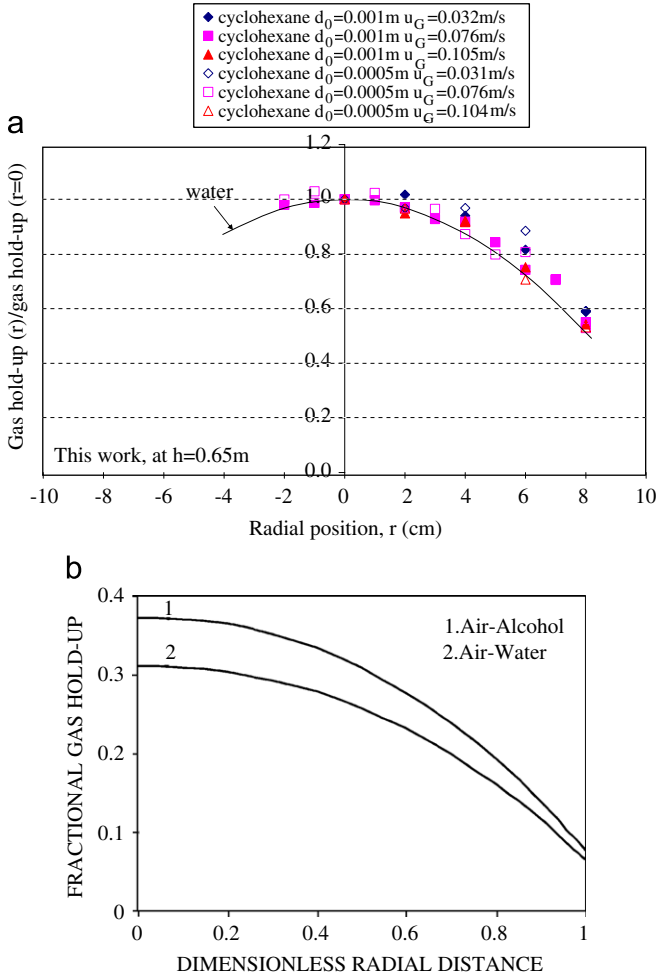 cyclohexane d0=0.001m uG=0.032m/s
cyclohexane d0=0.001m uG=0.076m/s
cyclohexane d0=0.001m uG=0.105m/s
cyclohexane d0=0.0005m uG=0.031m/s
cyclohexane d0=0.0005m uG=0.076m/s
cyclohexane d0=0.0005m uG=0.104m/s
a
Gas hold-up (r)/gas hold-up (r=0)
1.2
1.0
0.8
0.6
0.4
0.2
0.0
water
This work, at h=0.65m
-10 -8 -6 -4 -2 0 2 4 6 8 10
Radial position, r (cm)
b
FRACTIONAL GAS HOLD-UP
0.4
0.3
0.2
0.1
0
1
2
1.Air-Alcohol
2.Air-Water
0 0.2 0.4 0.6 0.8 1
DIMENSIONLESS RADIAL DISTANCE